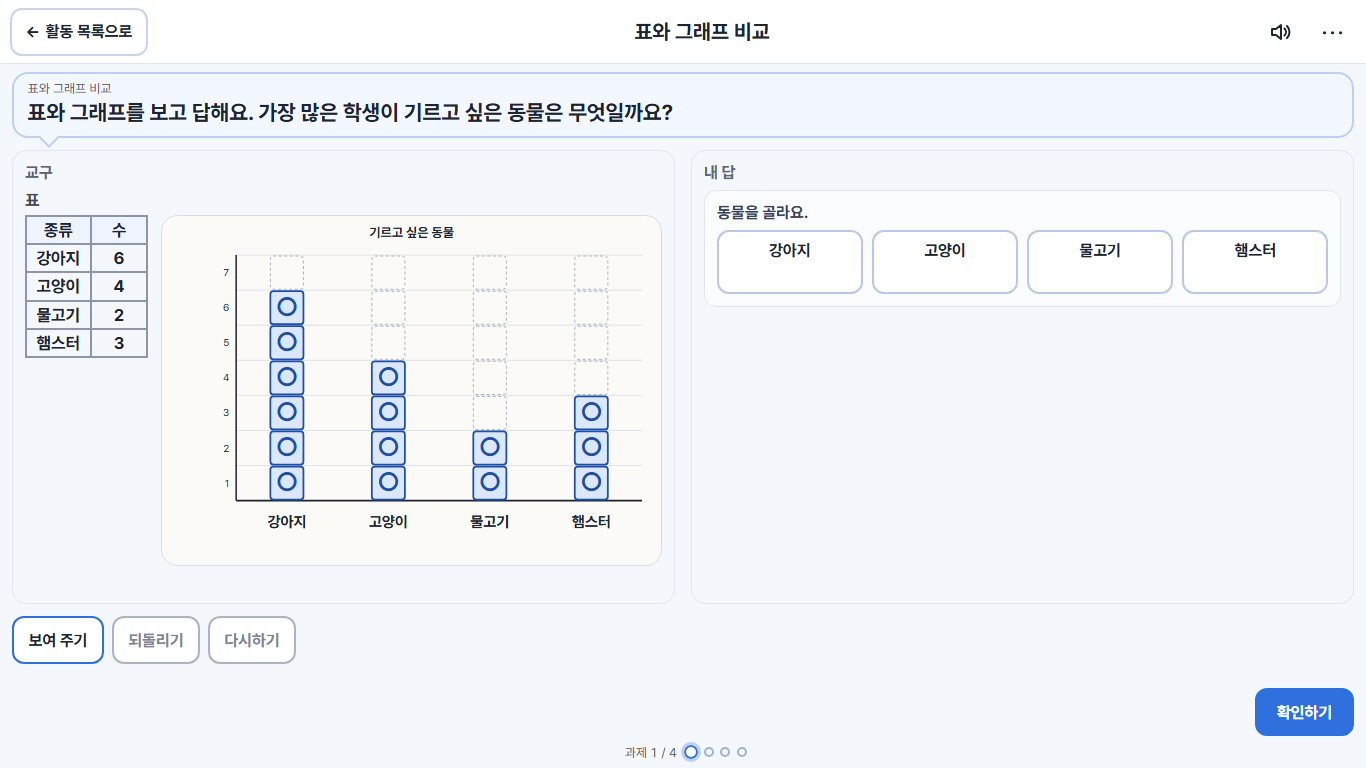 ← 활동 목록으로
표와 그래프 비교
...
표와 그래프 비교
표와 그래프를 보고 답해요. 가장 많은 학생이 기르고 싶은 동물은 무엇일까요?
교구
표
종류 수
강아지 6
고양이 4
물고기 2
햄스터 3
기르고 싶은 동물
7
6
5
4
3
2
1
강아지 고양이 물고기 햄스터
내 답
동물을 골라요.
강아지 고양이 물고기 햄스터
보여 주기 되돌리기 다시하기
확인하기
과제 1 / 4